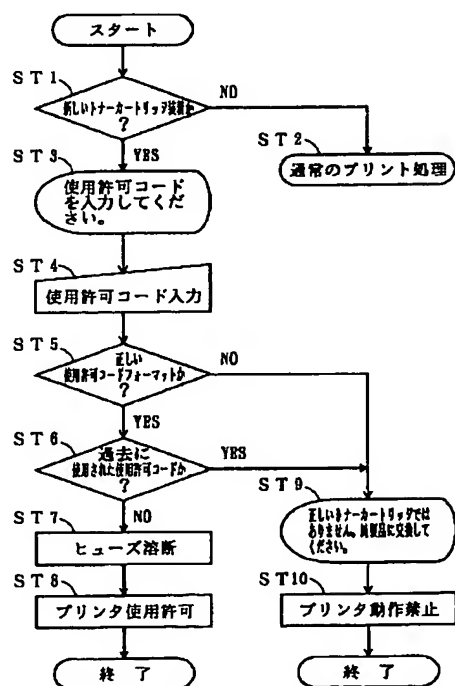 スタート
ST1
新しいトナーカートリッジ装着か
?
NO
YES
ST2
通常のプリント処理
ST3
使用許可コード
を入力してくだ
さい。
ST4
使用許可コード入力
ST5
正しい
使用許可コードフォーマットか
?
NO
YES
ST6
過去に
使用された使用許可コードか
?
YES
NO
ST7
ヒューズ溶断
ST8
プリンタ使用許可
終了
ST9
正しいトナーカートリッジでは
ありません。純製品に交換して
ください。
ST10
プリンタ動作禁止
終了